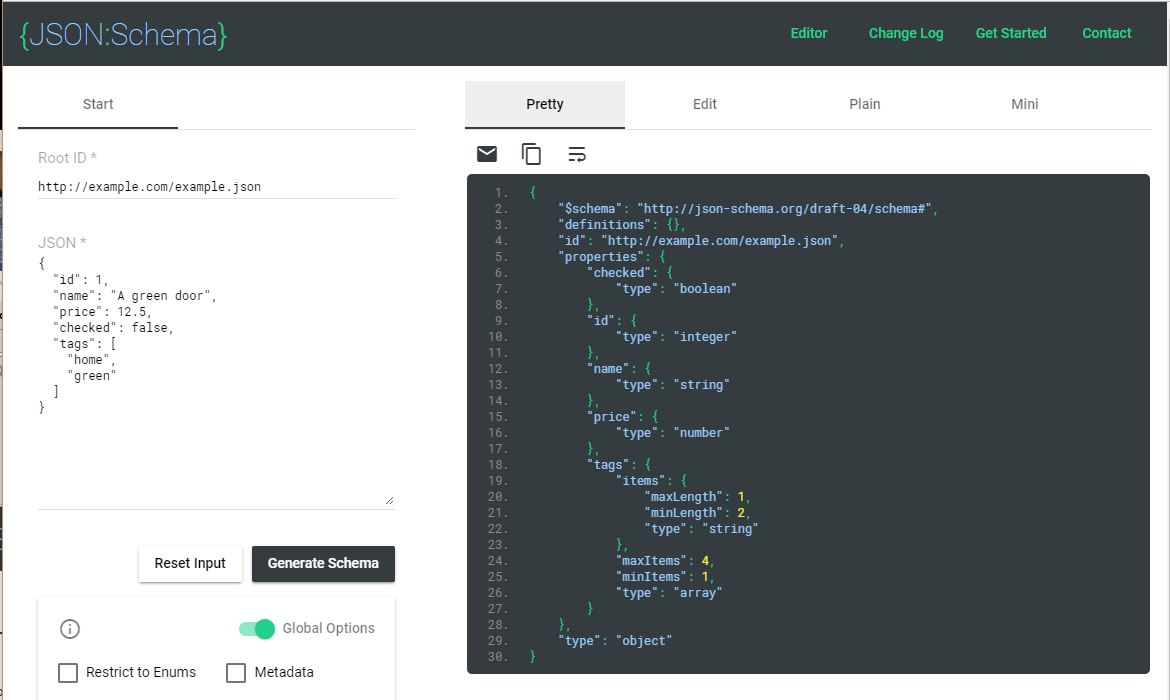 {JSON:Schema}
Editor
Change Log
Get Started
Contact
Start
Root ID *
http://example.com/example.json
JSON *
{
  "id": 1,
  "name": "A green door",
  "price": 12.5,
  "checked": false,
  "tags": [
    "home",
    "green"
  ]
}
Reset Input
Generate Schema
Global Options
Restrict to Enums
Metadata
Pretty
Edit
Plain
Mini
1. {
2.     "$schema": "http://json-schema.org/draft-04/schema#",
3.     "definitions": {},
4.     "id": "http://example.com/example.json",
5.     "properties": {
6.         "checked": {
7.             "type": "boolean"
8.         },
9.         "id": {
10.             "type": "integer"
11.         },
12.         "name": {
13.             "type": "string"
14.         },
15.         "price": {
16.             "type": "number"
17.         },
18.         "tags": {
19.             "items": {
20.                 "maxLength": 1,
21.                 "minLength": 2,
22.                 "type": "string"
23.             },
24.             "maxItems": 4,
25.             "minItems": 1,
26.             "type": "array"
27.         }
28.     },
29.     "type": "object"
30. }